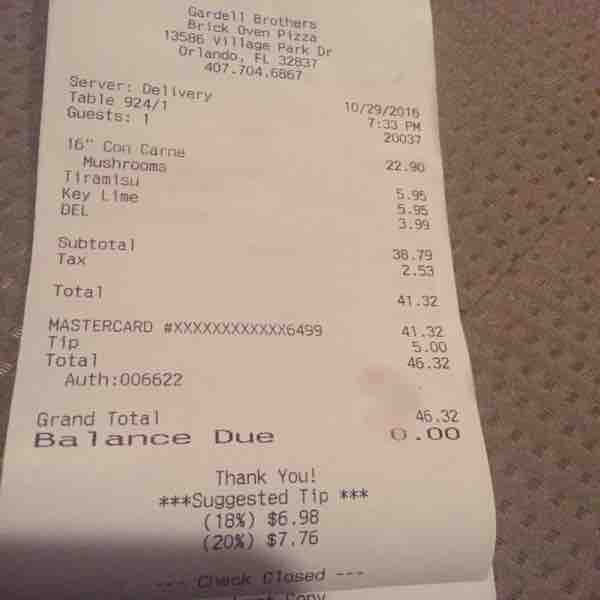 Gardell Brothers
Brick Oven Pizza
13586 Village Park Dr
Orlando, FL 32837
407.704.6867
Server: Delivery 10/29/2016
Table 924/1 7:33 PM
Guests: 1 20037
16" Con Carne
Mushrooms 22.90
Tiramisu 5.95
Key Lime 5.95
DEL 3.99
Subtotal 38.79
Tax 2.53
Total 41.32
MASTERCARD #XXXXXXXXXXXX6499 41.32
Tip 5.00
Total 46.32
Auth:006622
Grand Total 46.32
Balance Due 0.00
Thank You!
***Suggested Tip ***
(18%) $6.98
(20%) $7.76
--- Check Closed ---
Copy